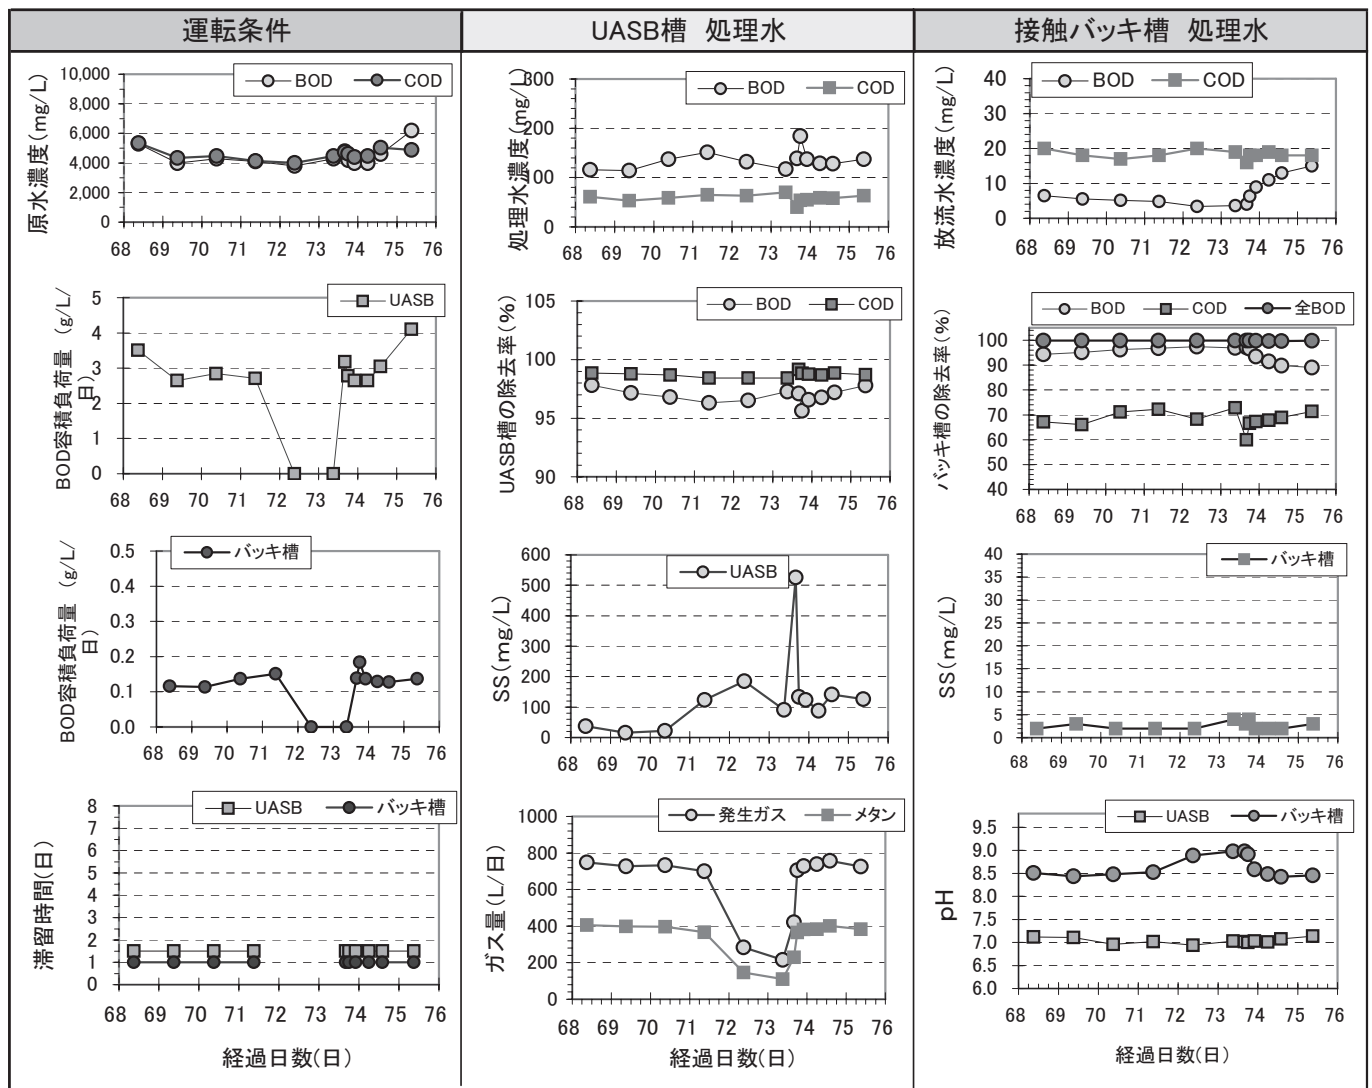 運転条件
UASB槽 処理水
接触バッキ槽 処理水
原水濃度(mg/L)
BOD COD
10,000
8,000
6,000
4,000
2,000
0
68 69 70 71 72 73 74 75 76
処理水濃度(mg/L)
BOD COD
300
200
100
0
68 69 70 71 72 73 74 75 76
放流水濃度(mg/L)
BOD COD
40
30
20
10
0
68 69 70 71 72 73 74 75 76
BOD容積負荷量 (g/L/
日)
UASB
5
4
3
2
1
0
68 69 70 71 72 73 74 75 76
UASB槽の除去率(%)
BOD COD
105
100
95
90
68 69 70 71 72 73 74 75 76
バッキ槽の除去率(%)
BOD COD 全BOD
100
90
80
70
60
50
40
68 69 70 71 72 73 74 75 76
BOD容積負荷量 (g/L/
日)
バッキ槽
0.5
0.4
0.3
0.2
0.1
0.0
68 69 70 71 72 73 74 75 76
SS(mg/L)
UASB
600
500
400
300
200
100
0
68 69 70 71 72 73 74 75 76
SS(mg/L)
バッキ槽
40
35
30
25
20
15
10
5
0
68 69 70 71 72 73 74 75 76
滞留時間(日)
UASB バッキ槽
8
7
6
5
4
3
2
1
0
68 69 70 71 72 73 74 75 76
経過日数(日)
ガス量(L/日)
発生ガス メタン
1000
800
600
400
200
0
68 69 70 71 72 73 74 75 76
経過日数(日)
pH
UASB バッキ槽
9.5
9.0
8.5
8.0
7.5
7.0
6.5
6.0
68 69 70 71 72 73 74 75 76
経過日数(日)